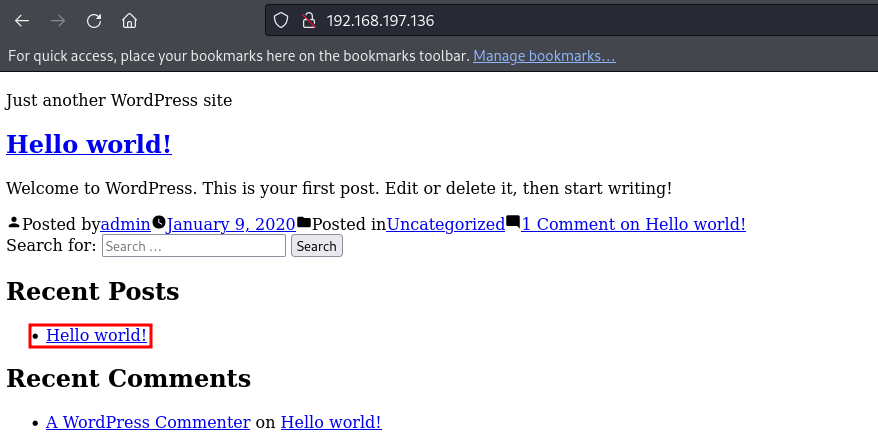 192.168.197.136
For quick access, place your bookmarks here on the bookmarks toolbar. Manage bookmarks...
Just another WordPress site
Hello world!
Welcome to WordPress. This is your first post. Edit or delete it, then start writing!
Posted byadminJanuary 9, 2020Posted inUncategorized1 Comment on Hello world!
Search for: Search ... Search
Recent Posts
• Hello world!
Recent Comments
• A WordPress Commenter on Hello world!